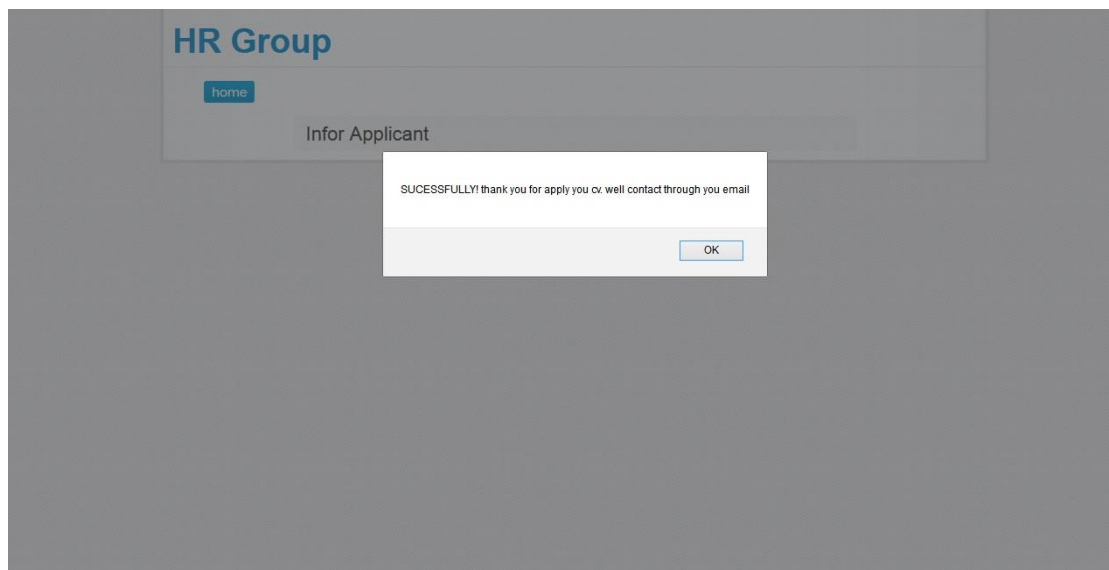 HR Group
home
Infor Applicant
SUCESSFULLY! thank you for apply you cv. well contact through you email
OK